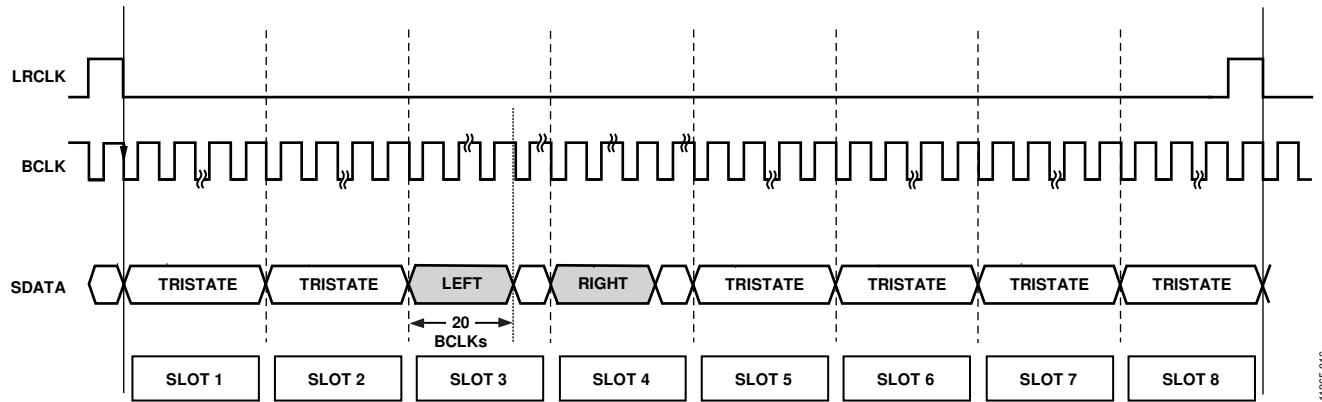 LRCLK
BCLK
SDATA
TRISTATE TRISTATE LEFT RIGHT TRISTATE TRISTATE TRISTATE TRISTATE
20
BCLKs
SLOT 1 SLOT 2 SLOT 3 SLOT 4 SLOT 5 SLOT 6 SLOT 7 SLOT 8